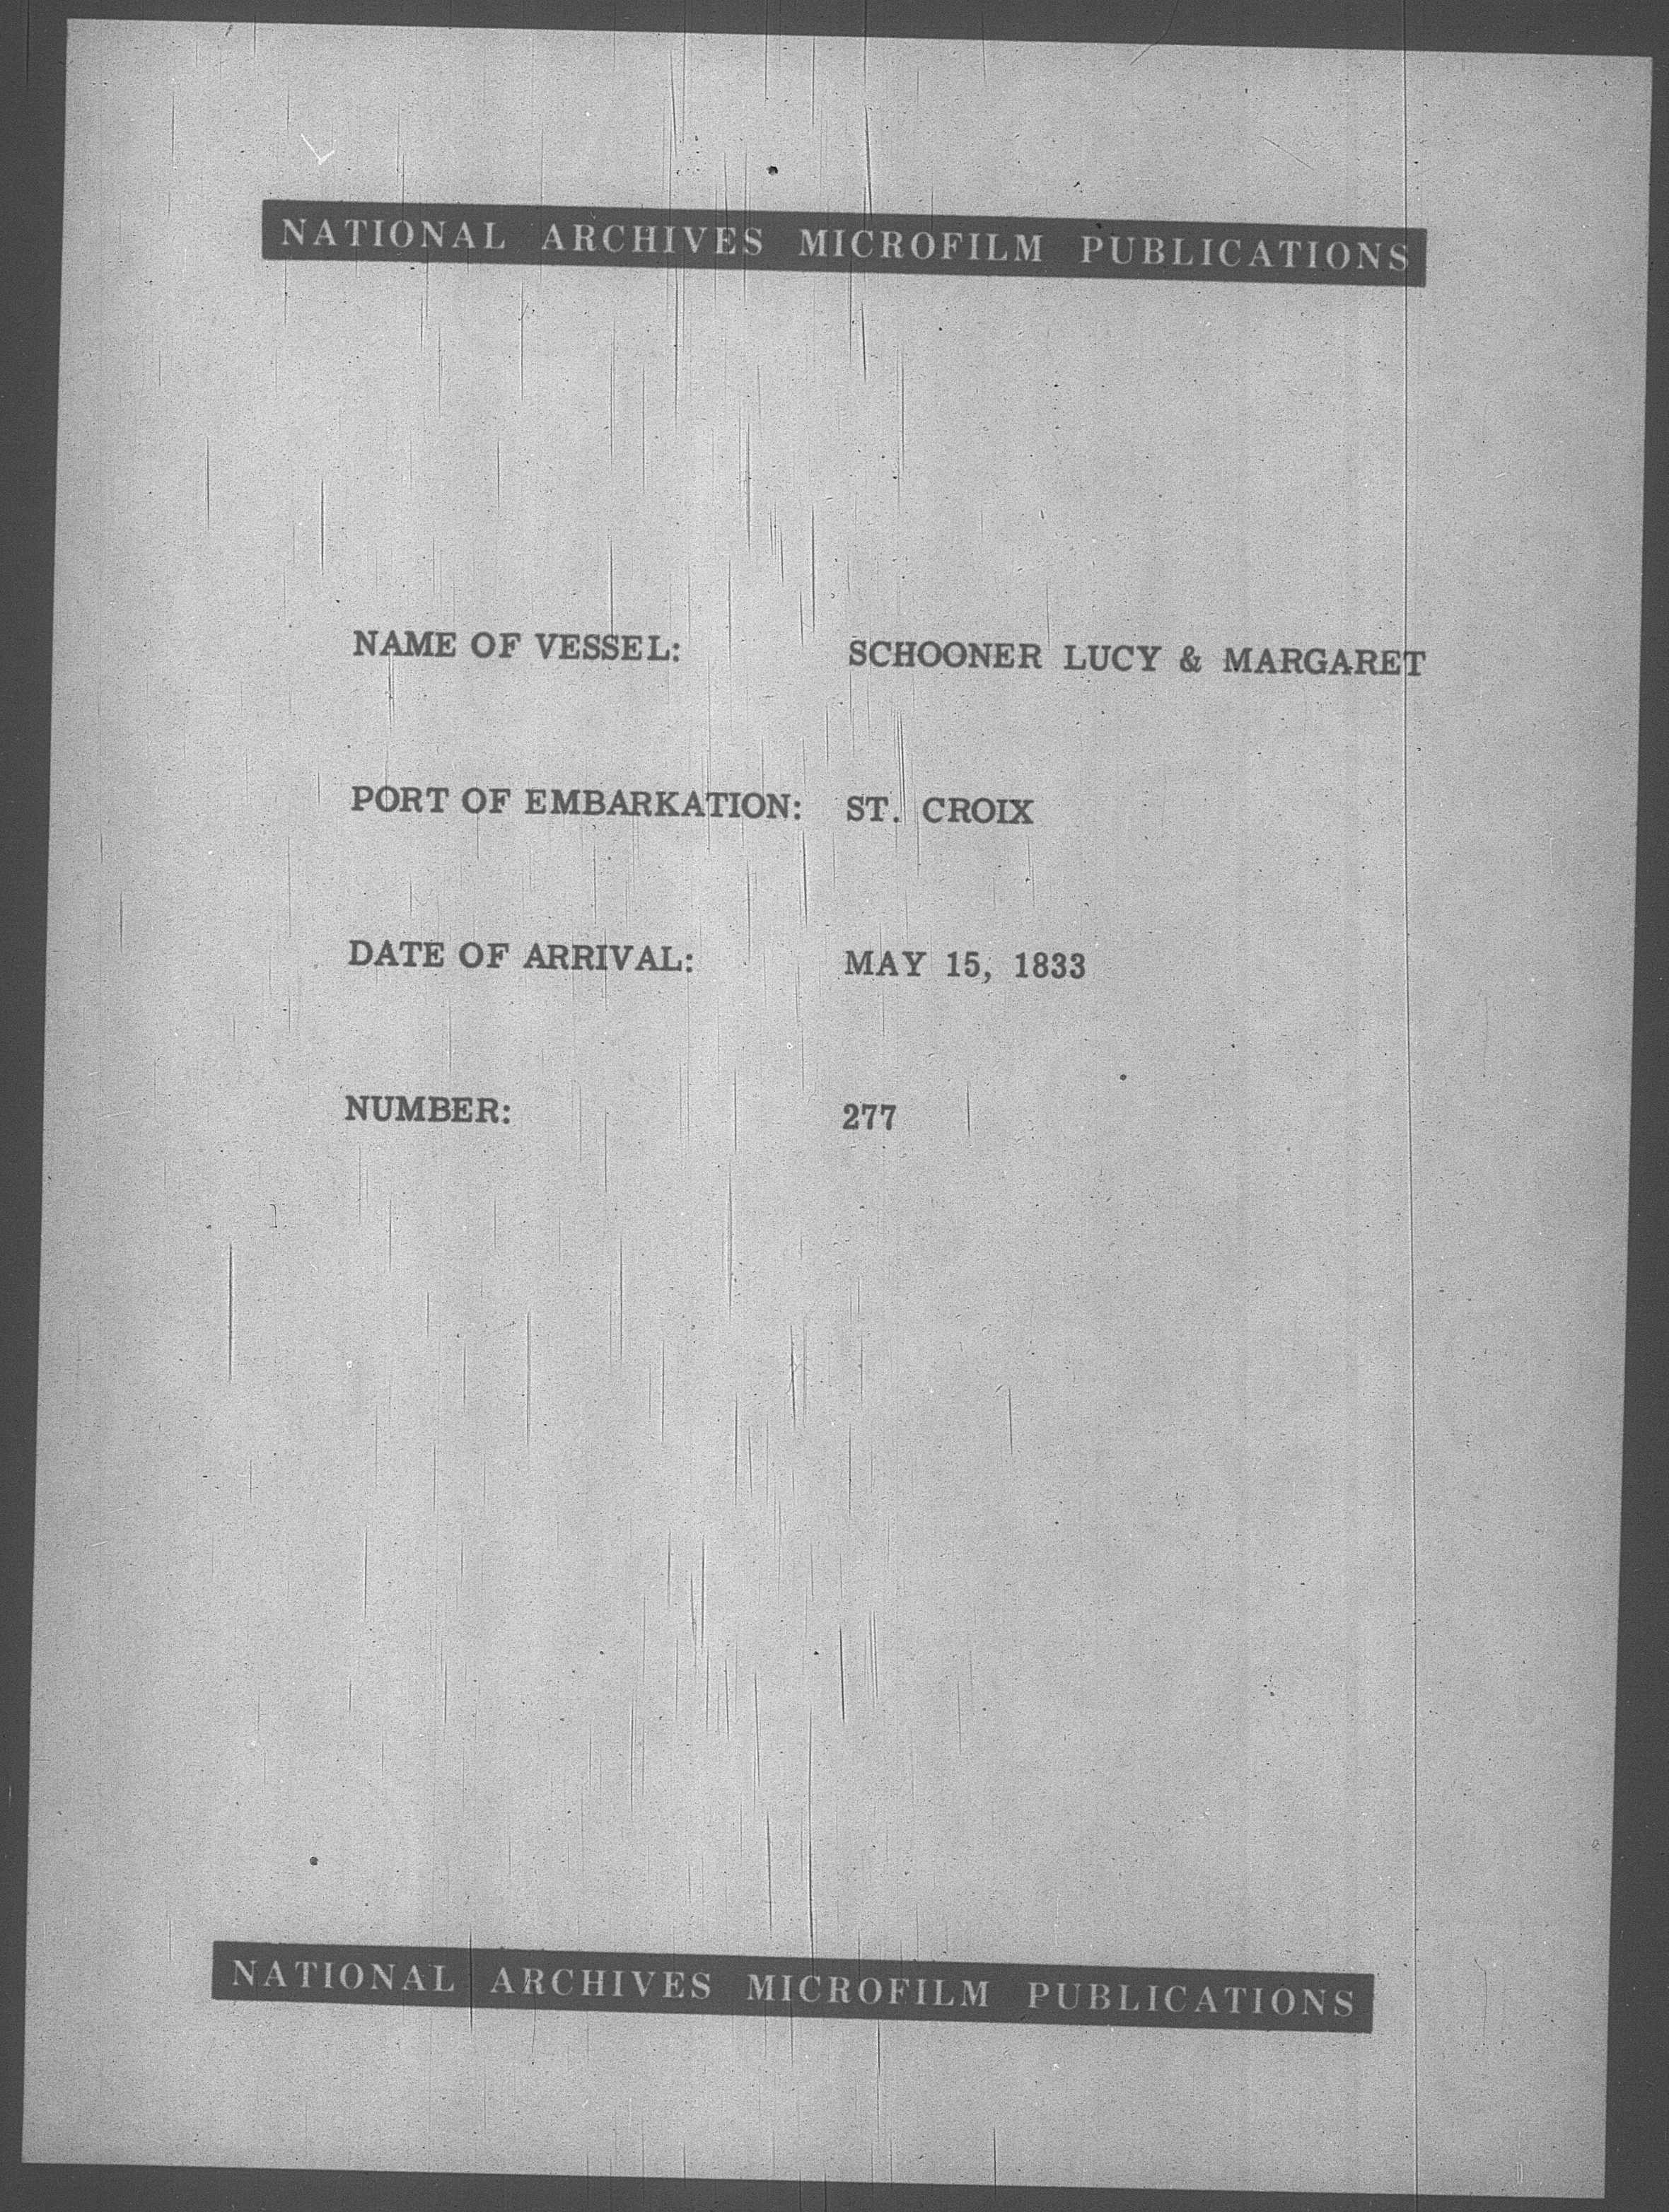 NATIONAL ARCHIVES MICROFILM PUBLICATIONS
NAME OF VESSEL: SCHOONER LUCY & MARGARET
PORT OF EMBARKATION: ST. CROIX
DATE OF ARRIVAL: MAY 15, 1833
NUMBER: 277
NATIONAL ARCHIVES MICROFILM PUBLICATIONS